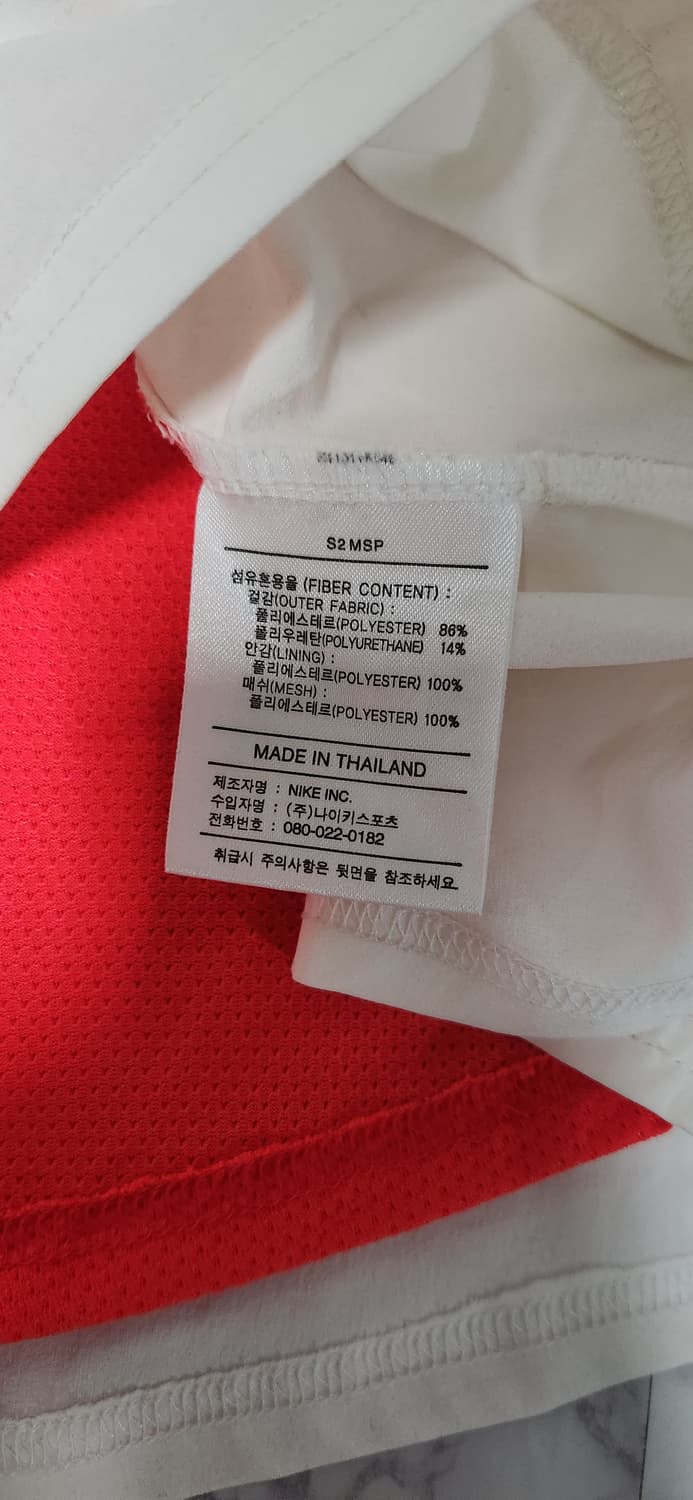 S2 MSP
섬유혼용율 (FIBER CONTENT) :
겉감(OUTER FABRIC) :
폴리에스테르(POLYESTER) 86%
폴리우레탄(POLYURETHANE) 14%
안감(LINING) :
폴리에스테르(POLYESTER) 100%
매쉬(MESH) :
폴리에스테르(POLYESTER) 100%
MADE IN THAILAND
제조자명 : NIKE INC.
수입자명 : (주)나이키스포츠
전화번호 : 080-022-0182
취급시 주의사항은 뒷면을 참조하세요.